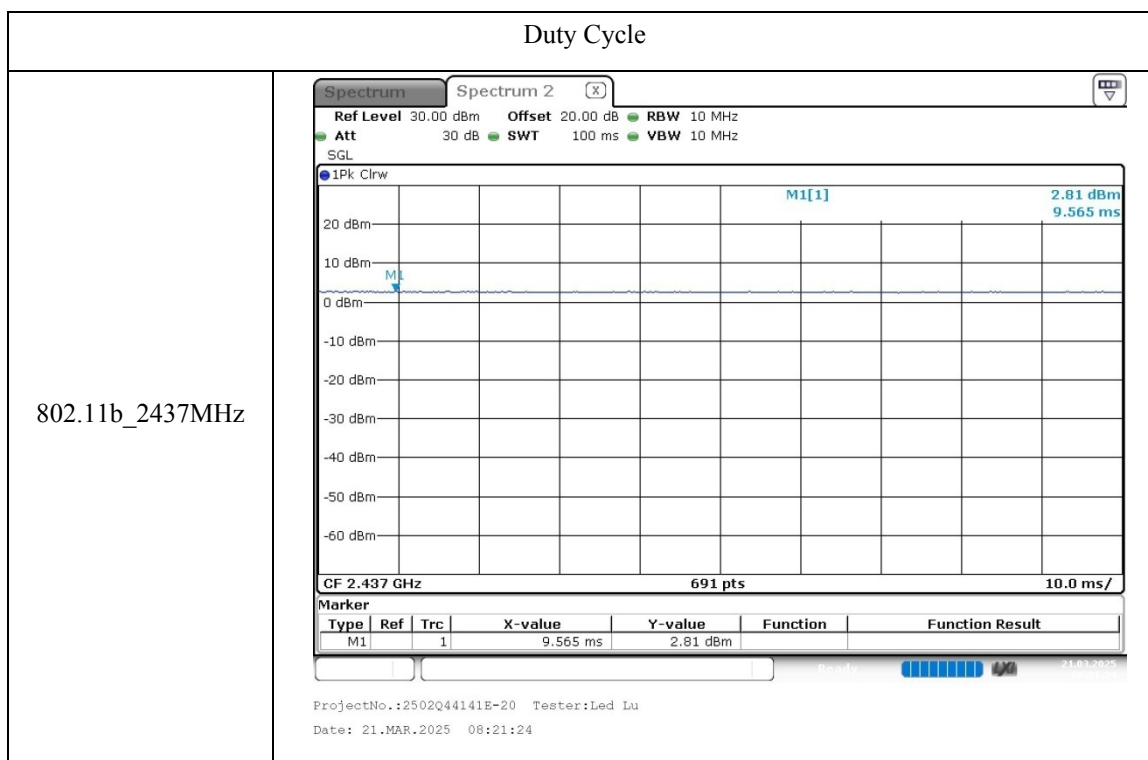 Duty Cycle
802.11b_2437MHz
Spectrum Spectrum 2 X
Ref Level 30.00 dBm Offset 20.00 dB RBW 10 MHz
Att 30 dB SWT 100 ms VBW 10 MHz
SGL
1Pk Clrw
M1[1] 2.81 dBm
9.565 ms
20 dBm
10 dBm
M1
0 dBm
-10 dBm
-20 dBm
-30 dBm
-40 dBm
-50 dBm
-60 dBm
CF 2.437 GHz 691 pts 10.0 ms/
Marker
Type Ref Trc X-value Y-value Function Function Result
M1 1 9.565 ms 2.81 dBm
Ready 21.03.2025
ProjectNo.:2502Q44141E-20 Tester:Led Lu
Date: 21.MAR.2025 08:21:24